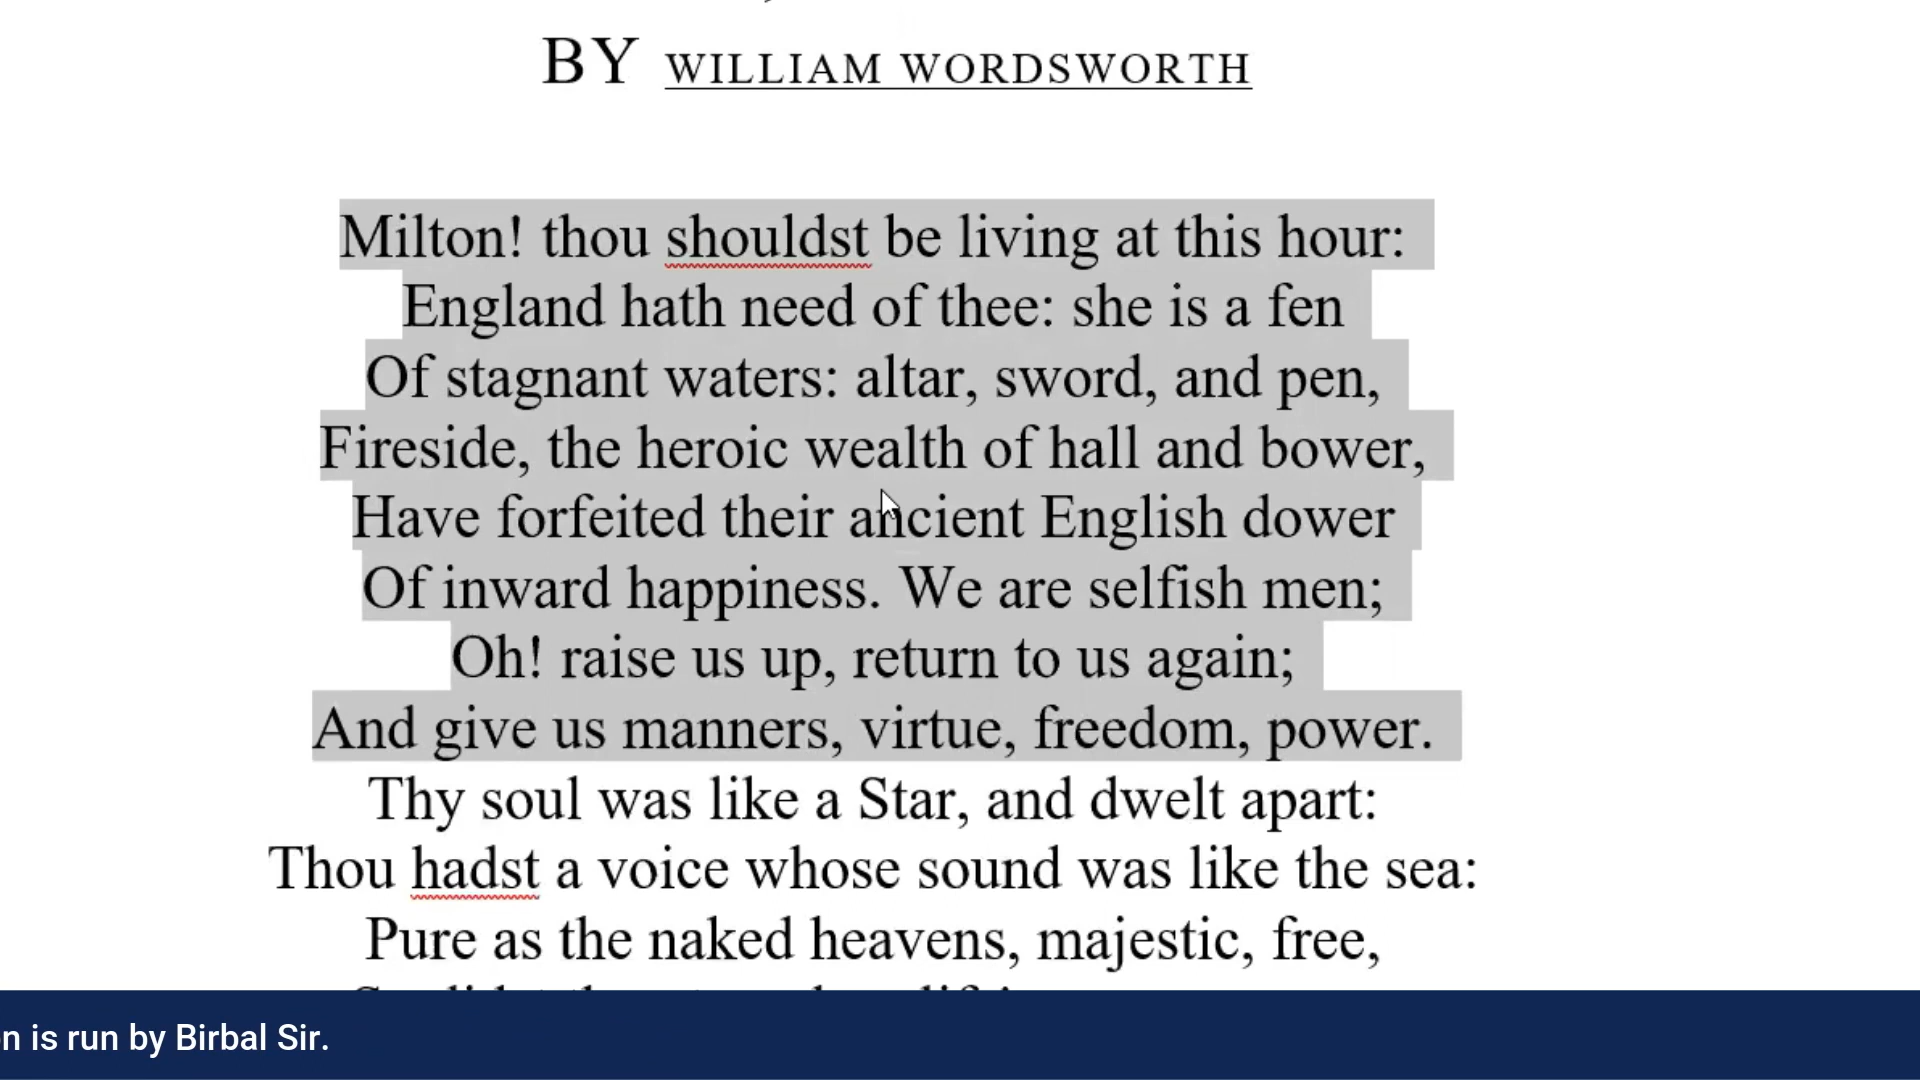 BY WILLIAM WORDSWORTH
Milton! thou shouldst be living at this hour:
England hath need of thee: she is a fen
Of stagnant waters: altar, sword, and pen,
Fireside, the heroic wealth of hall and bower,
Have forfeited their ancient English dower
Of inward happiness. We are selfish men;
Oh! raise us up, return to us again;
And give us manners, virtue, freedom, power.
Thy soul was like a Star, and dwelt apart:
Thou hadst a voice whose sound was like the sea:
Pure as the naked heavens, majestic, free,
n is run by Birbal Sir.